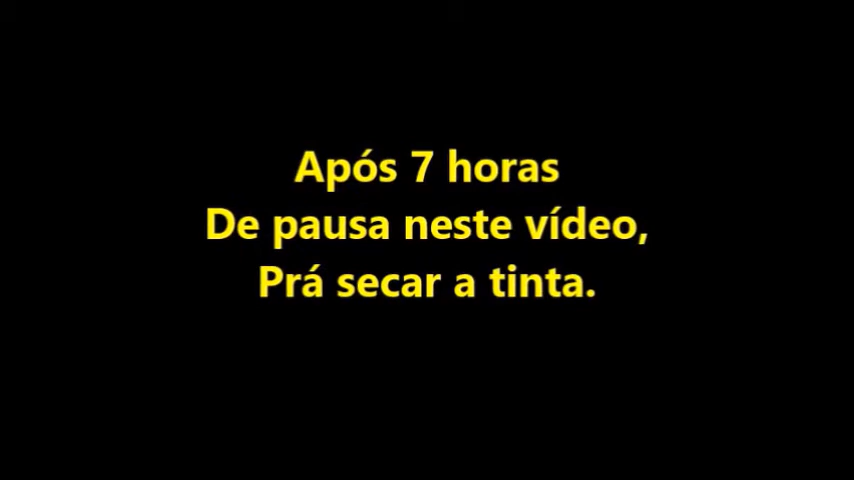 Após 7 horas
De pausa neste vídeo,
Prá secar a tinta.